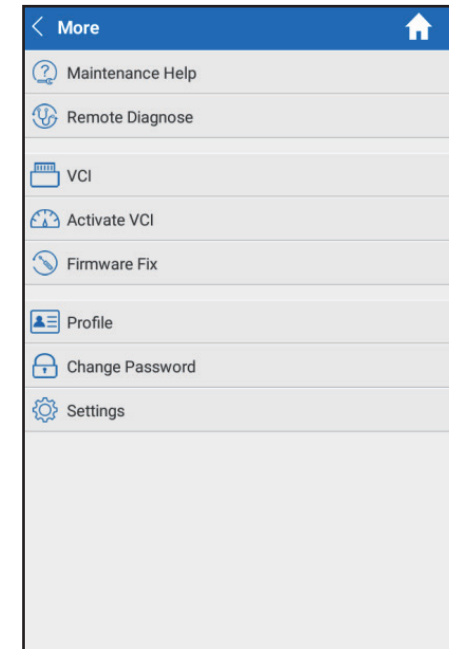 More
Maintenance Help
Remote Diagnose
VCI
Activate VCI
Firmware Fix
Profile
Change Password
Settings